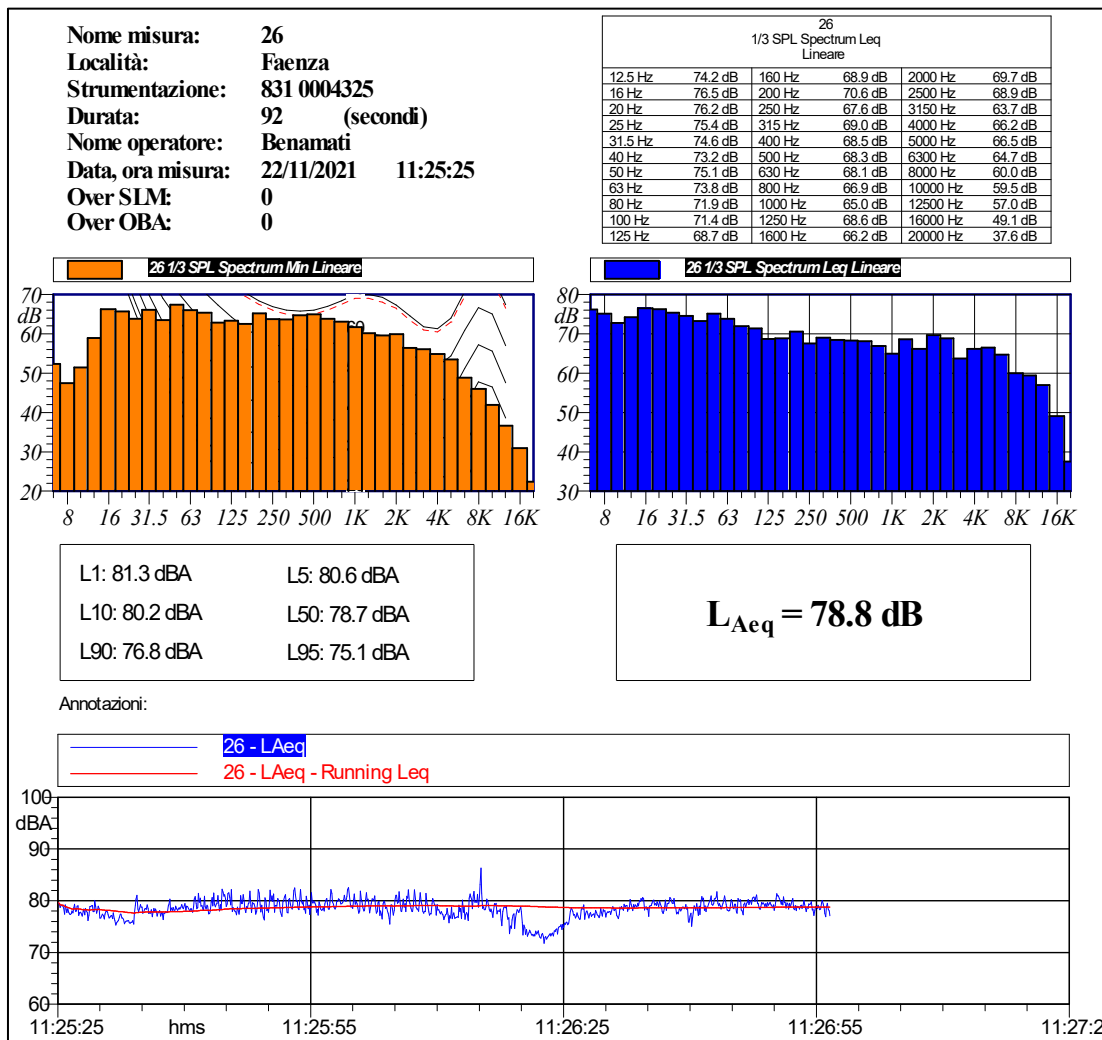 Nome misura: 26
Località: Faenza
Strumentazione: 831 0004325
Durata: 92 (secondi)
Nome operatore: Benamati
Data, ora misura: 22/11/2021 11:25:25
Over SLM: 0
Over OBA: 0
26
1/3 SPL Spectrum Leq
Lineare
12.5 Hz 74.2 dB 160 Hz 68.9 dB 2000 Hz 69.7 dB
16 Hz 76.5 dB 200 Hz 70.6 dB 2500 Hz 68.9 dB
20 Hz 76.2 dB 250 Hz 67.6 dB 3150 Hz 63.7 dB
25 Hz 75.4 dB 315 Hz 69.0 dB 4000 Hz 66.2 dB
31.5 Hz 74.6 dB 400 Hz 68.5 dB 5000 Hz 66.5 dB
40 Hz 73.2 dB 500 Hz 68.3 dB 6300 Hz 64.7 dB
50 Hz 75.1 dB 630 Hz 68.1 dB 8000 Hz 60.0 dB
63 Hz 73.8 dB 800 Hz 66.9 dB 10000 Hz 59.5 dB
80 Hz 71.9 dB 1000 Hz 65.0 dB 12500 Hz 57.0 dB
100 Hz 71.4 dB 1250 Hz 68.6 dB 16000 Hz 49.1 dB
125 Hz 68.7 dB 1600 Hz 66.2 dB 20000 Hz 37.6 dB
26 1/3 SPL Spectrum Min Lineare
70
dB
60
50
40
30
20
8 16 31.5 63 125 250 500 1K 2K 4K 8K 16K
26 1/3 SPL Spectrum Leq Lineare
80
dB
70
60
50
40
30
8 16 31.5 63 125 250 500 1K 2K 4K 8K 16K
L1: 81.3 dBA L5: 80.6 dBA
L10: 80.2 dBA L50: 78.7 dBA
L90: 76.8 dBA L95: 75.1 dBA
LAeq = 78.8 dB
Annotazioni:
26 - LAeq
26 - LAeq - Running Leq
100
dBA
90
80
70
60
11:25:25 hms 11:25:55 11:26:25 11:26:55 11:27:2